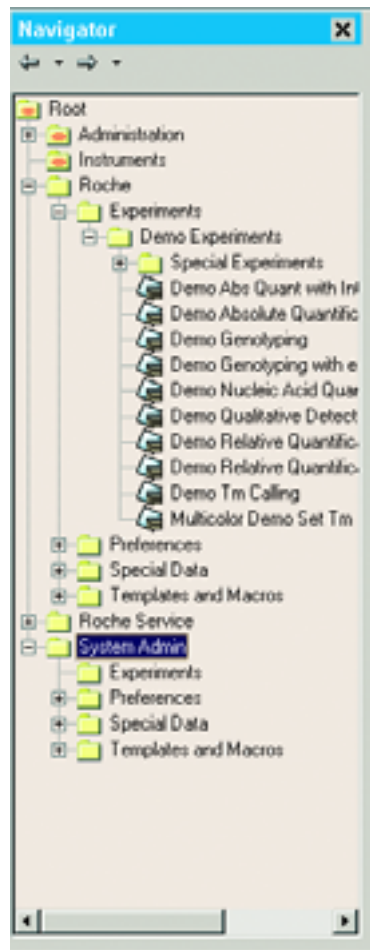 Navigator
Root
Administration
Instruments
Roche
Experiments
Demo Experiments
Special Experiments
Demo Abs Quant with Int
Demo Absolute Quantific
Demo Genotyping
Demo Genotyping with e
Demo Nucleic Acid Quar
Demo Qualitative Detect
Demo Relative Quantific
Demo Relative Quantific
Demo Tm Calling
Multicolor Demo Set Tm
Preferences
Special Data
Templates and Macros
Roche Service
System Admin
Experiments
Preferences
Special Data
Templates and Macros